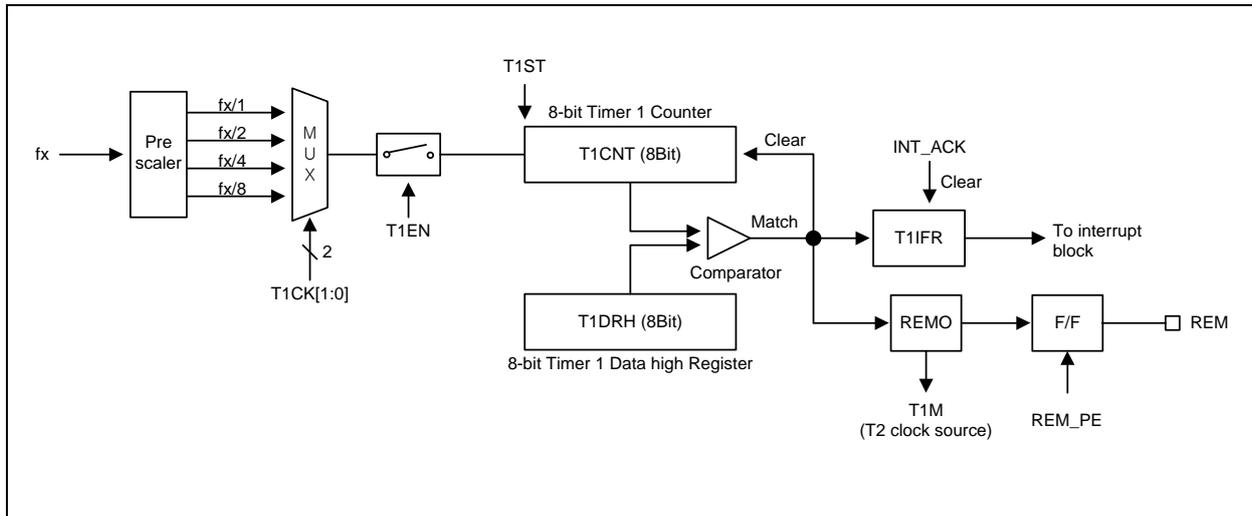 T1ST
8-bit Timer 1 Counter
fx
Pre
scaler
fx/1
fx/2
fx/4
fx/8
M
U
X
T1EN
2
T1CK[1:0]
T1CNT (8Bit)
Clear
INT_ACK
Clear
Match
Comparator
T1IFR
To interrupt
block
T1DRH (8Bit)
8-bit Timer 1 Data high Register
REMO
F/F
REM
T1M
(T2 clock source)
REM_PE